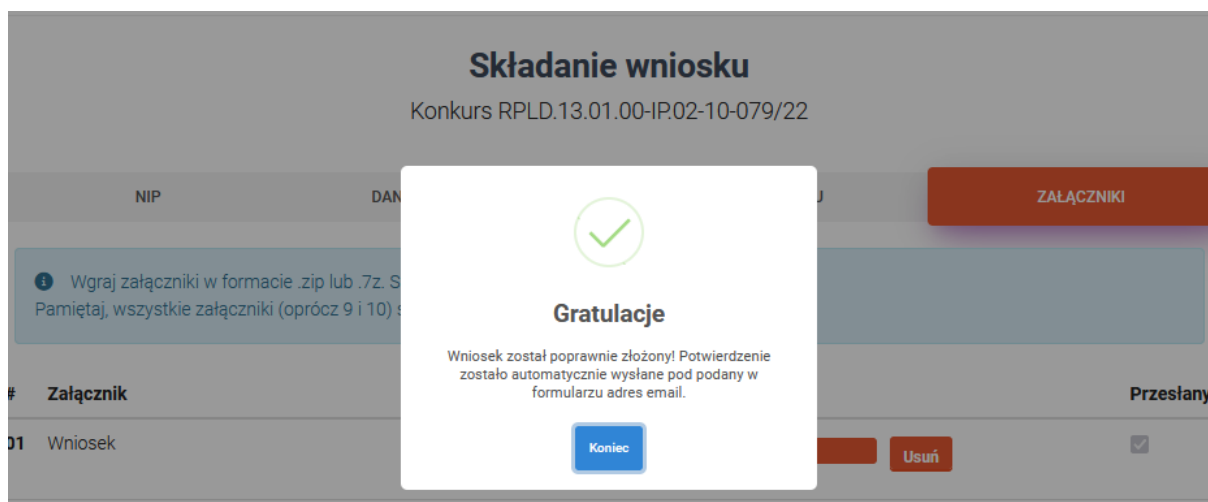 Składanie wniosku
Konkurs RPLD.13.01.00-IP.02-10-079/22
NIP
ZAŁĄCZNIKI
Wgraj załączniki w formacie .zip lub .7z.
Pamiętaj, wszystkie załączniki (oprócz 9 i 10)
Gratulacje
Wniosek został poprawnie złożony! Potwierdzenie
zostało automatycznie wysłane pod podany w
formularzu adres email.
Koniec
# Załącznik Przesłany
01 Wniosek Usuń